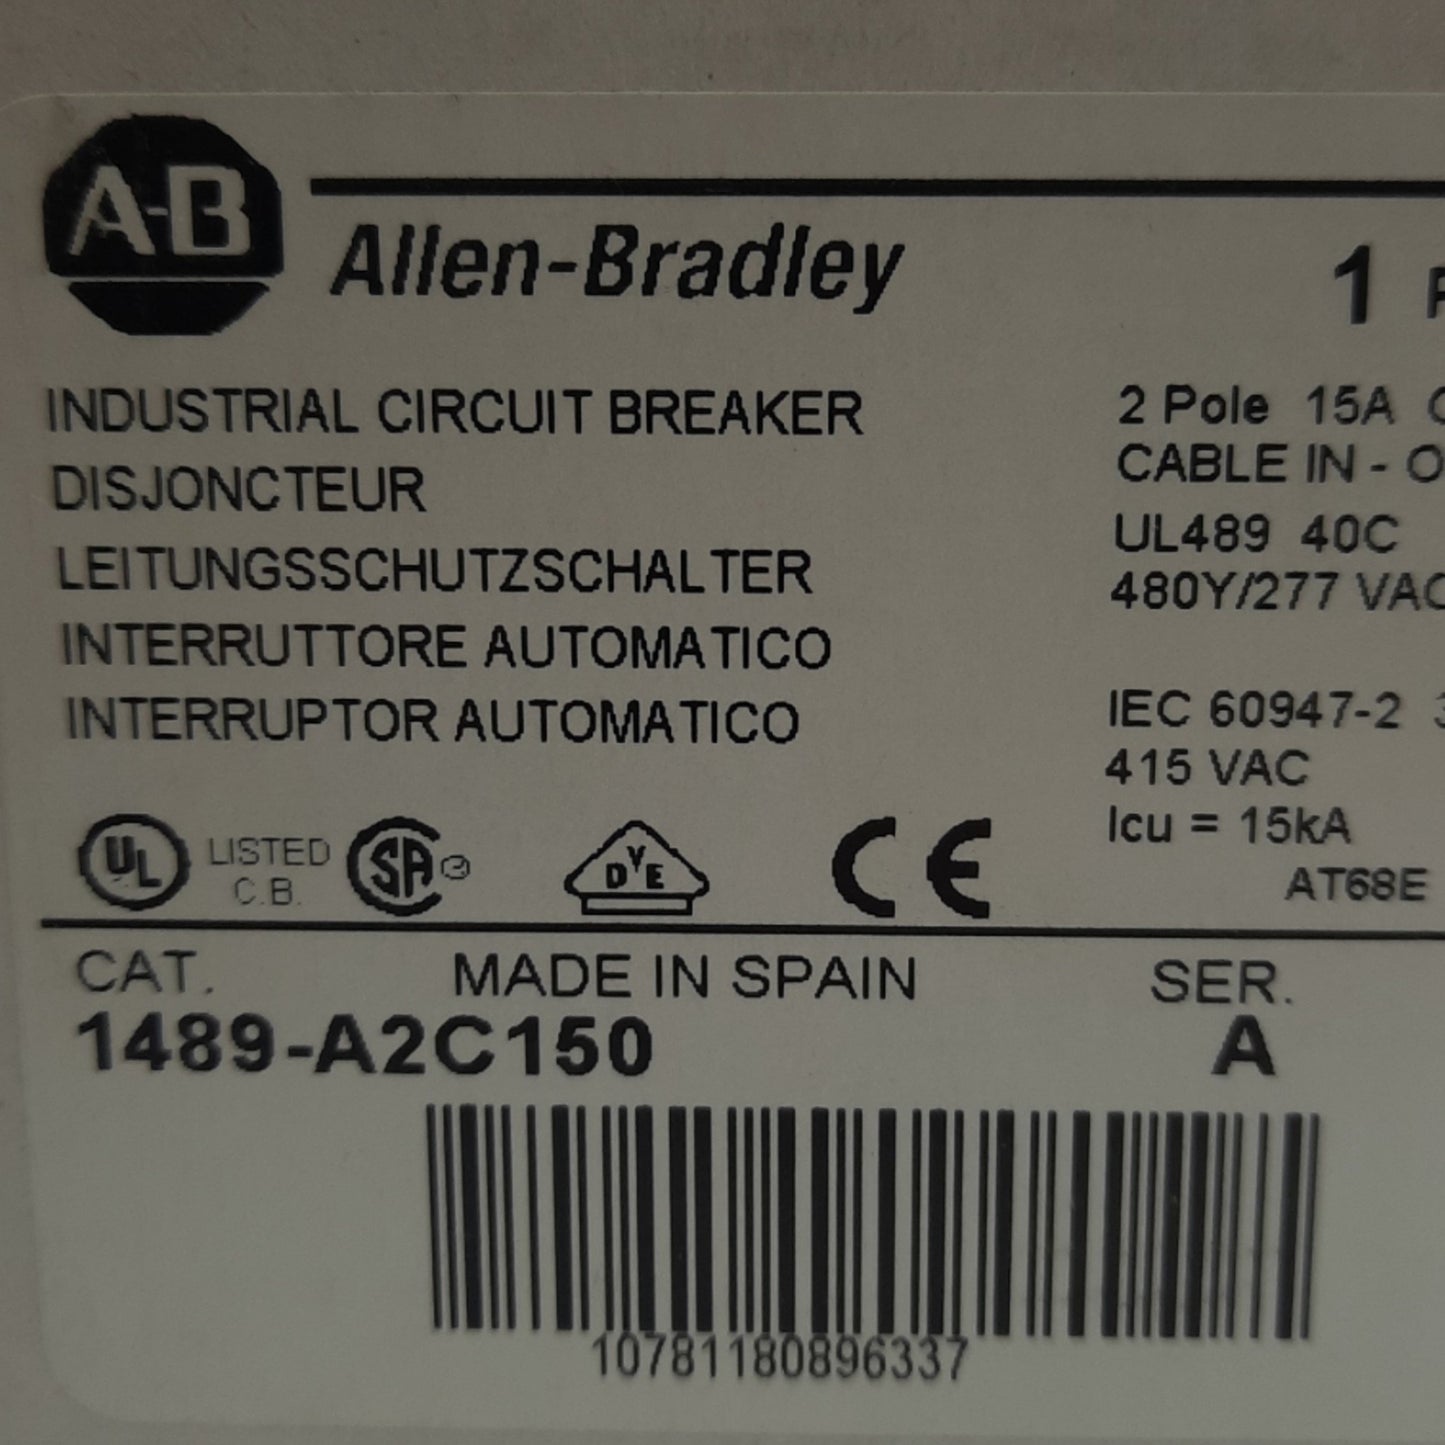 A-B
Allen-Bradley
1
INDUSTRIAL CIRCUIT BREAKER
DISJONCTEUR
LEITUNGSSCHUTZSCHALTER
INTERRUTTORE AUTOMATICO
INTERRUPTOR AUTOMATICO
2 Pole 15A
CABLE IN -
UL489 40C
480Y/277 VAC
IEC 60947-2
415 VAC
Icu = 15kA
AT68E
UL LISTED C.B. SA DVE CE
CAT. MADE IN SPAIN SER.
1489-A2C150 A
10781180896337